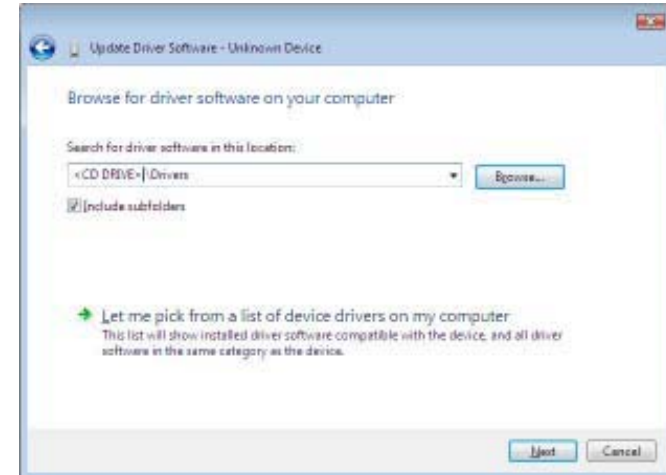 Update Driver Software - Unknown Device
Browse for driver software on your computer
Search for driver software in this location:
<CD DRIVE>\Drivers
Browse...
Include subfolders
Let me pick from a list of device drivers on my computer
This list will show installed driver software compatible with the device, and all driver
software in the same category as the device.
Next
Cancel